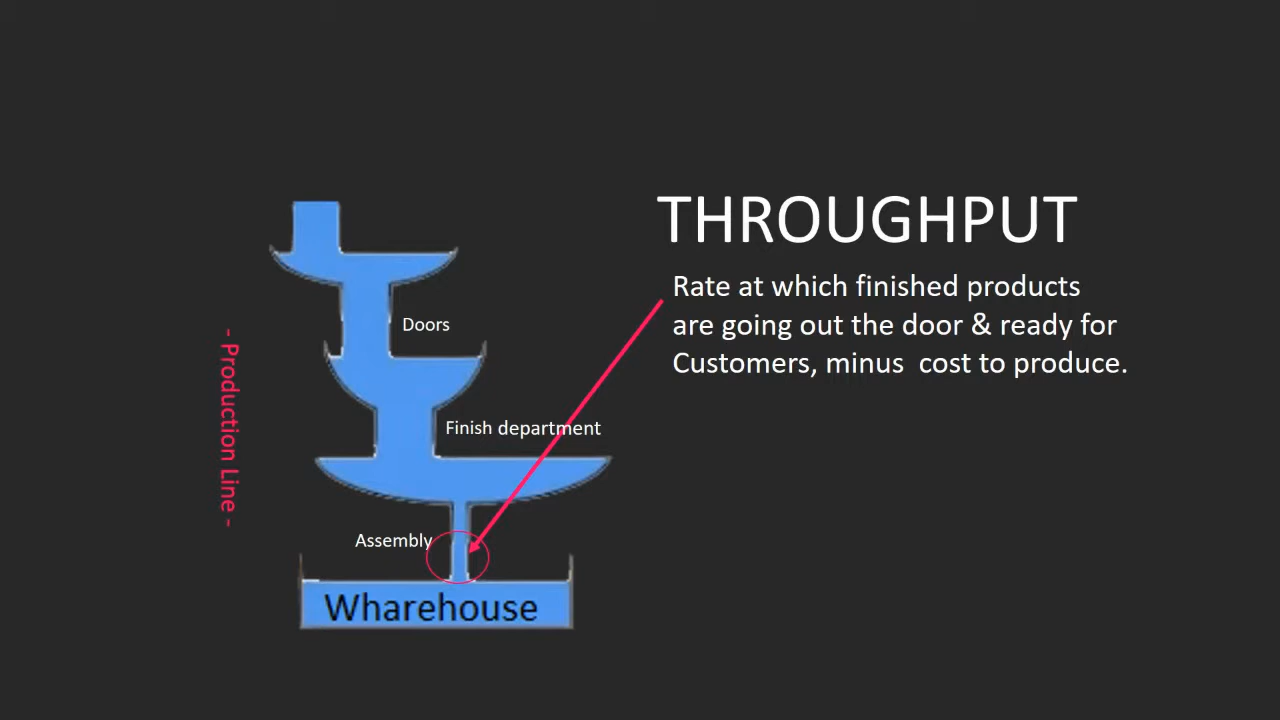 THROUGHPUT
Rate at which finished products
are going out the door & ready for
Customers, minus cost to produce.
- Production Line -
Doors
Finish department
Assembly
Wharehouse